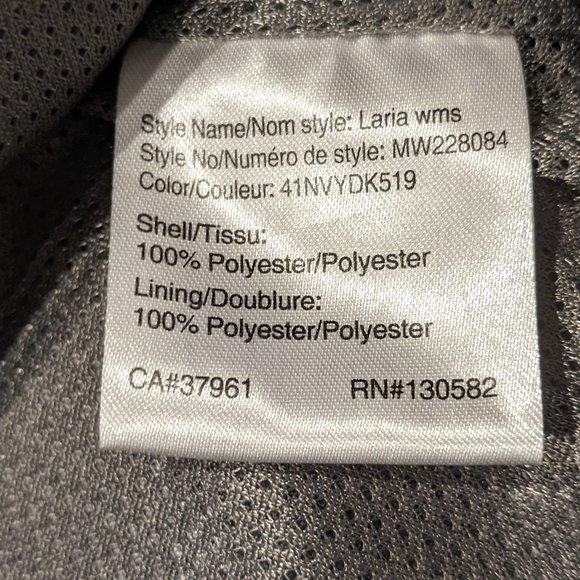 Style Name/Nom style: Laria wms
Style No/Numéro de style: MW228084
Color/Couleur: 41NVYDK519
Shell/Tissu:
100% Polyester/Polyester
Lining/Doublure:
100% Polyester/Polyester
CA#37961 RN#130582